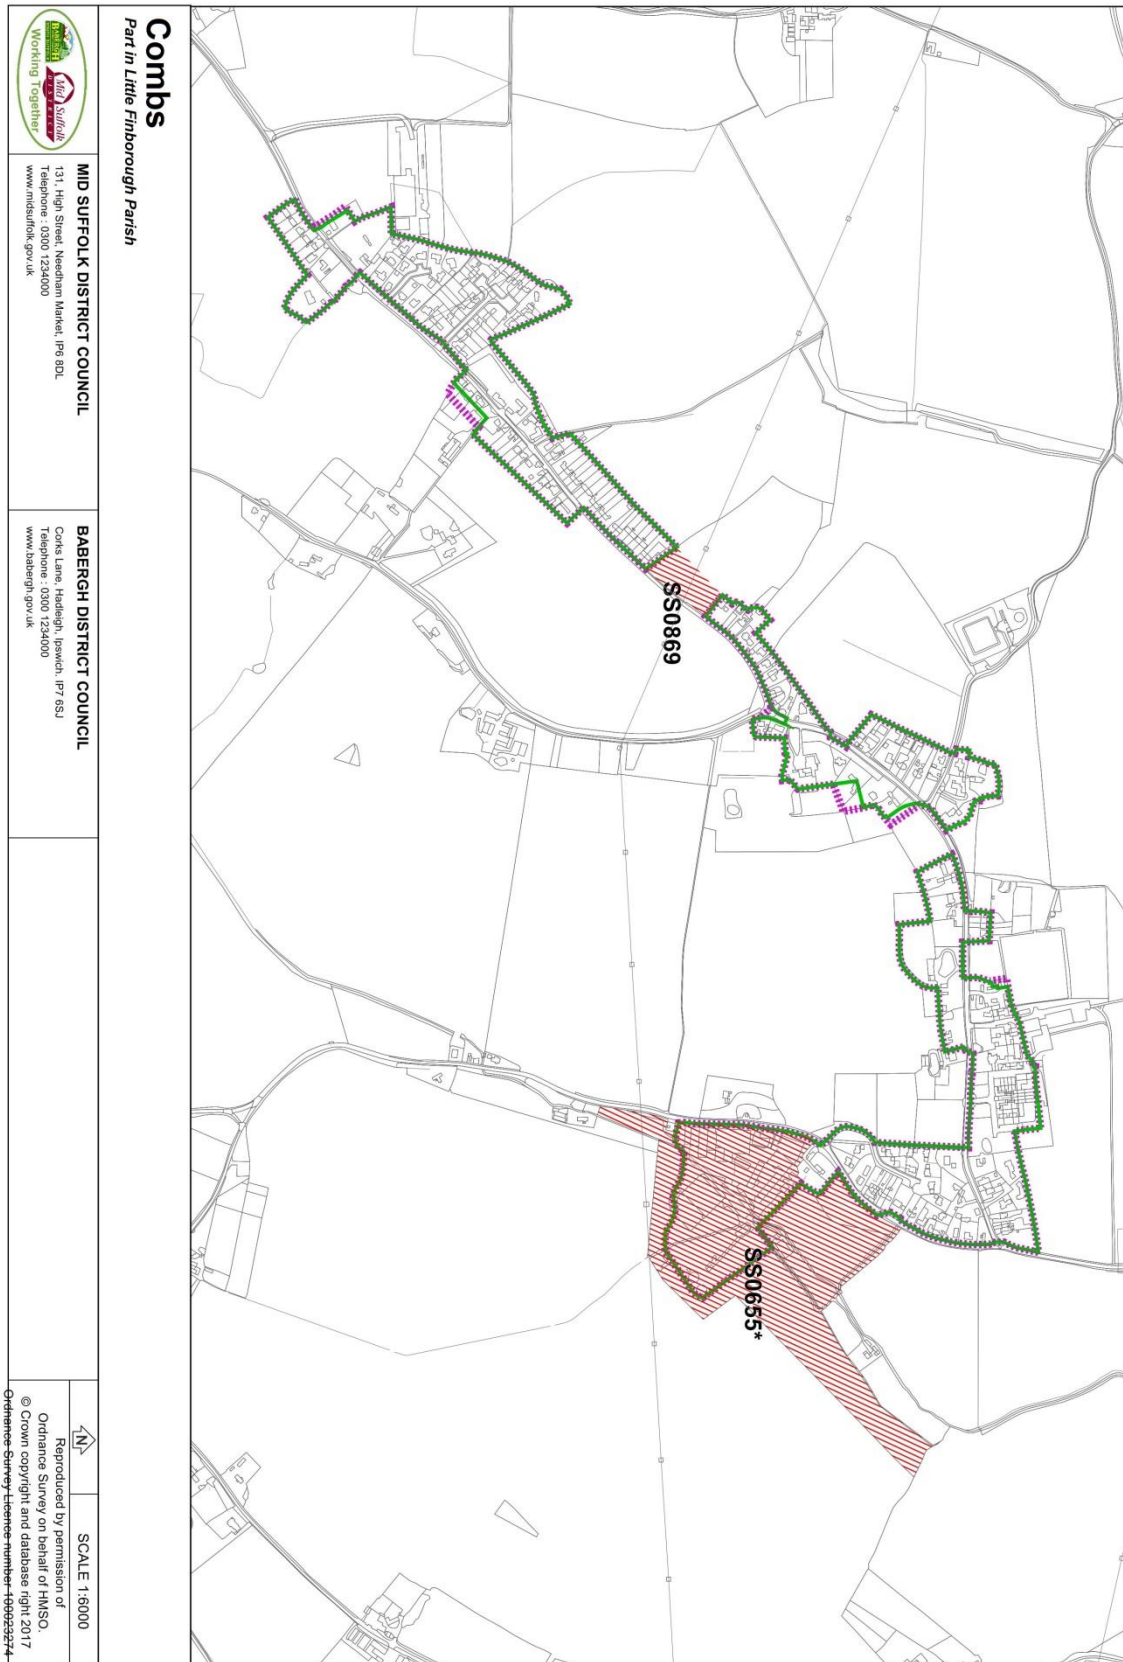 Combs
Part in Little Finborough Parish
SS0869
SS0655*
BABERGH
Mid Suffolk
DISTRICT
Working Together
MID SUFFOLK DISTRICT COUNCIL
131, High Street, Needham Market, IP6 8DL
Telephone : 0300 1234000
www.midsuffolk.gov.uk
BABERGH DISTRICT COUNCIL
Corks Lane, Hadleigh, Ipswich. IP7 6SJ
Telephone : 0300 1234000
www.babergh.gov.uk
N
SCALE 1:6000
Reproduced by permission of
Ordnance Survey on behalf of HMSO.
© Crown copyright and database right 2017
Ordnance Survey Licence number 100023274